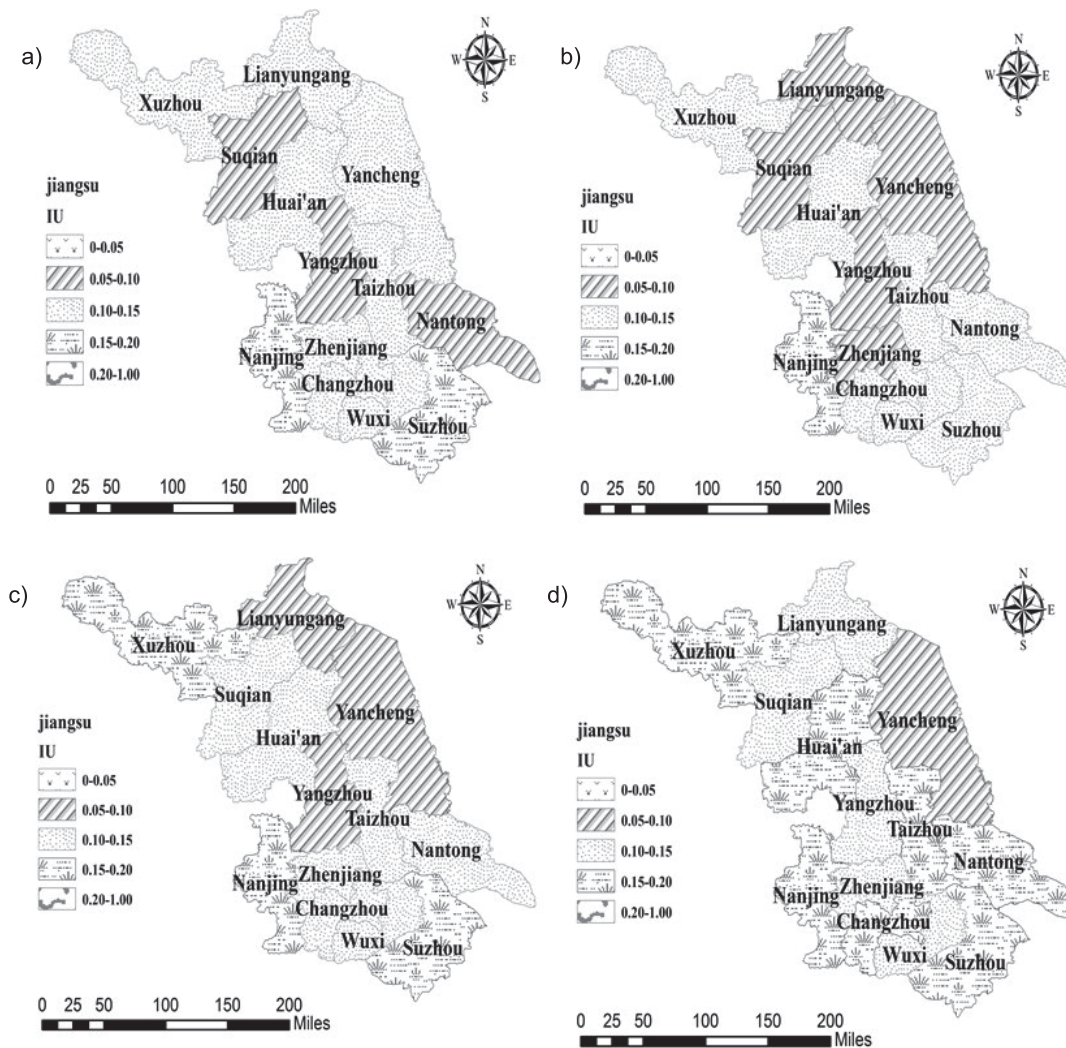 a)
N
W E
S
Lianyungang
Xuzhou
Suqian
Yancheng
Huai'an
Yangzhou
Taizhou
Nantong
Nanjing
Zhenjiang
Changzhou
Wuxi
Suzhou
jiangsu
IU
0-0.05
0.05-0.10
0.10-0.15
0.15-0.20
0.20-1.00
0 25 50 100 150 200
Miles
b)
N
W E
S
Lianyungang
Xuzhou
Suqian
Yancheng
Huai'an
Yangzhou
Taizhou
Nantong
Nanjing
Zhenjiang
Changzhou
Wuxi
Suzhou
jiangsu
IU
0-0.05
0.05-0.10
0.10-0.15
0.15-0.20
0.20-1.00
0 25 50 100 150 200
Miles
c)
N
W E
S
Lianyungang
Xuzhou
Suqian
Yancheng
Huai'an
Yangzhou
Taizhou
Nantong
Nanjing
Zhenjiang
Changzhou
Wuxi
Suzhou
jiangsu
IU
0-0.05
0.05-0.10
0.10-0.15
0.15-0.20
0.20-1.00
0 25 50 100 150 200
Miles
d)
N
W E
S
Lianyungang
Xuzhou
Suqian
Yancheng
Huai'an
Yangzhou
Taizhou
Nantong
Nanjing
Zhenjiang
Changzhou
Wuxi
Suzhou
jiangsu
IU
0-0.05
0.05-0.10
0.10-0.15
0.15-0.20
0.20-1.00
0 25 50 100 150 200
Miles